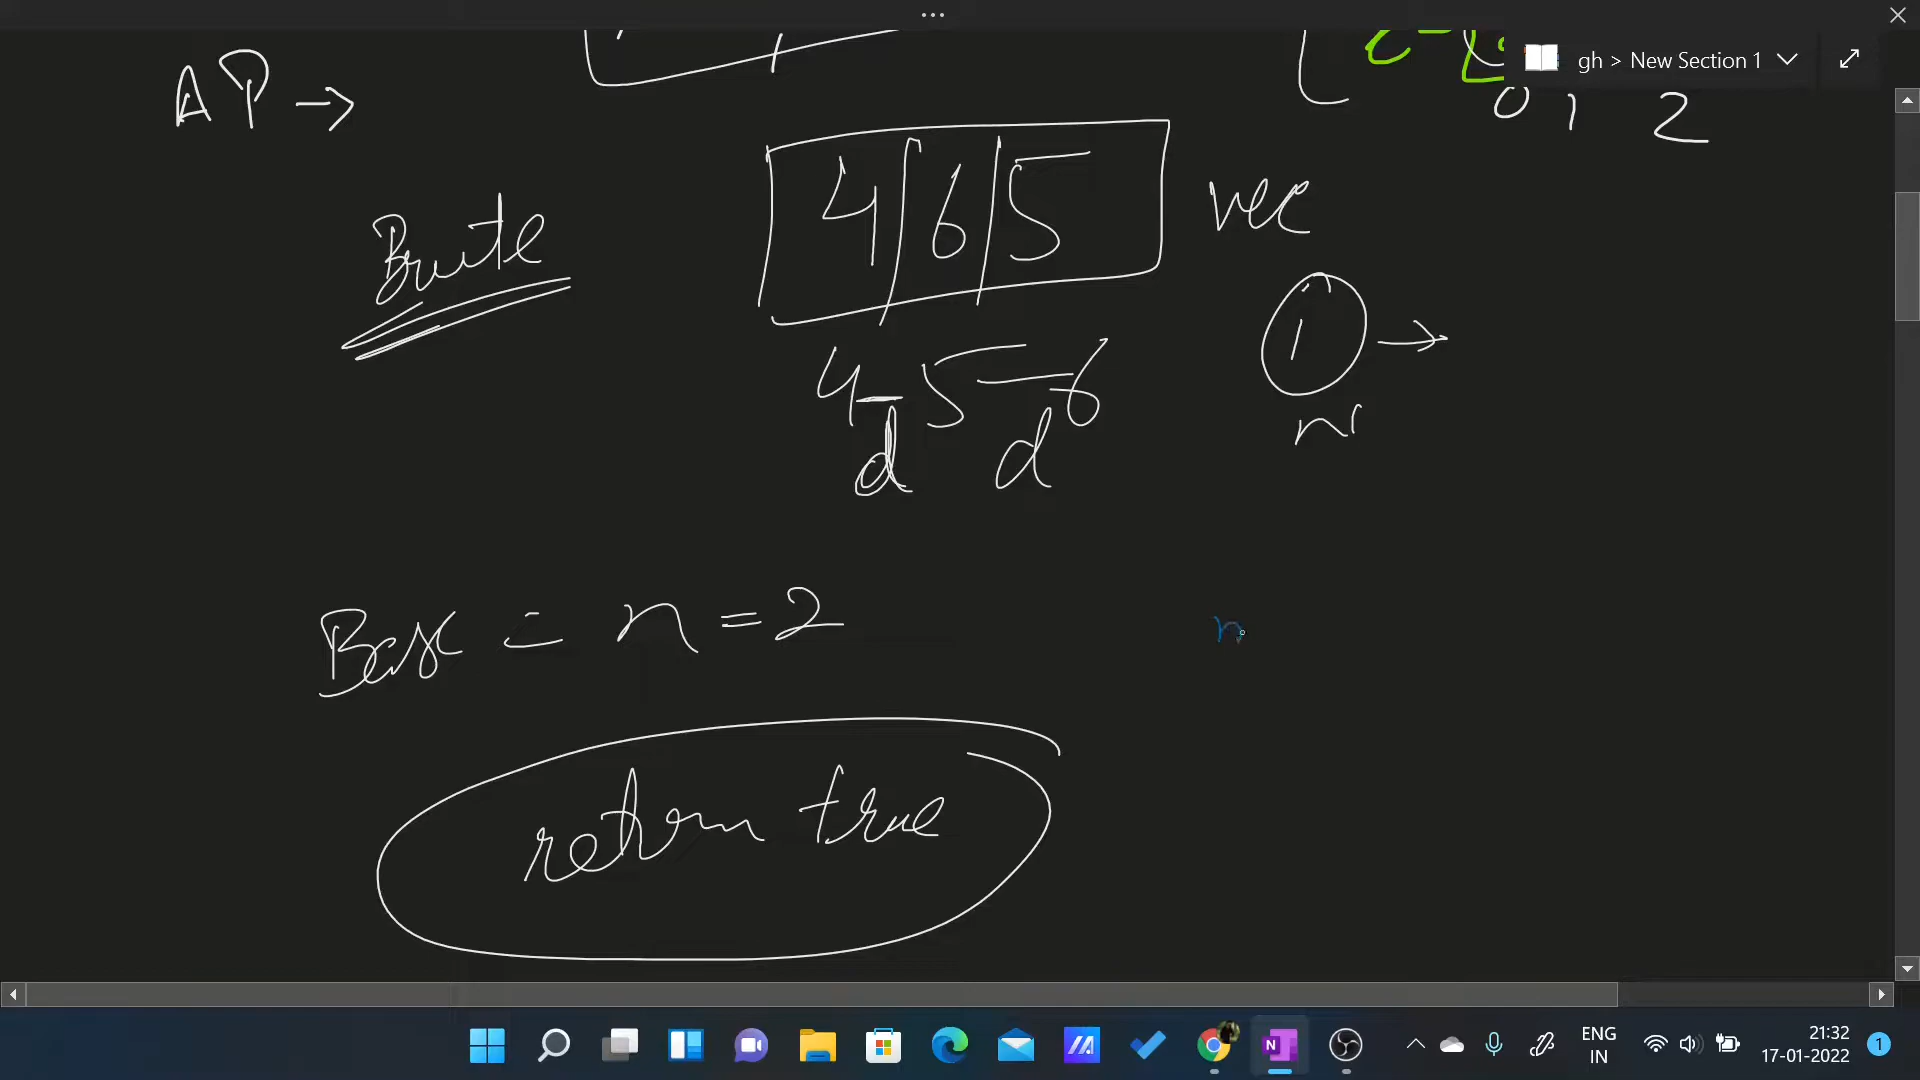 gh > New Section 1
AP →
0 1 2
4 | 6 | 5
vec
Brute
1 →
4 - 5 - 6
d d
Base = n = 2
n
return true
ENG
IN
21:32
17-01-2022
1